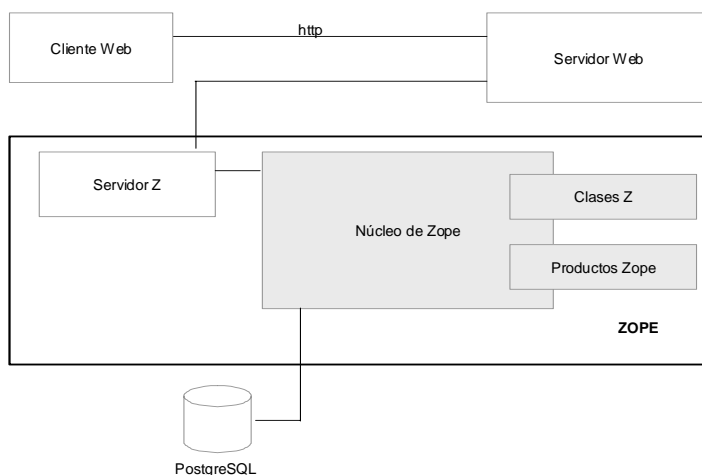 http
Cliente Web
Servidor Web
Servidor Z
Clases Z
Núcleo de Zope
Productos Zope
ZOPE
PostgreSQL